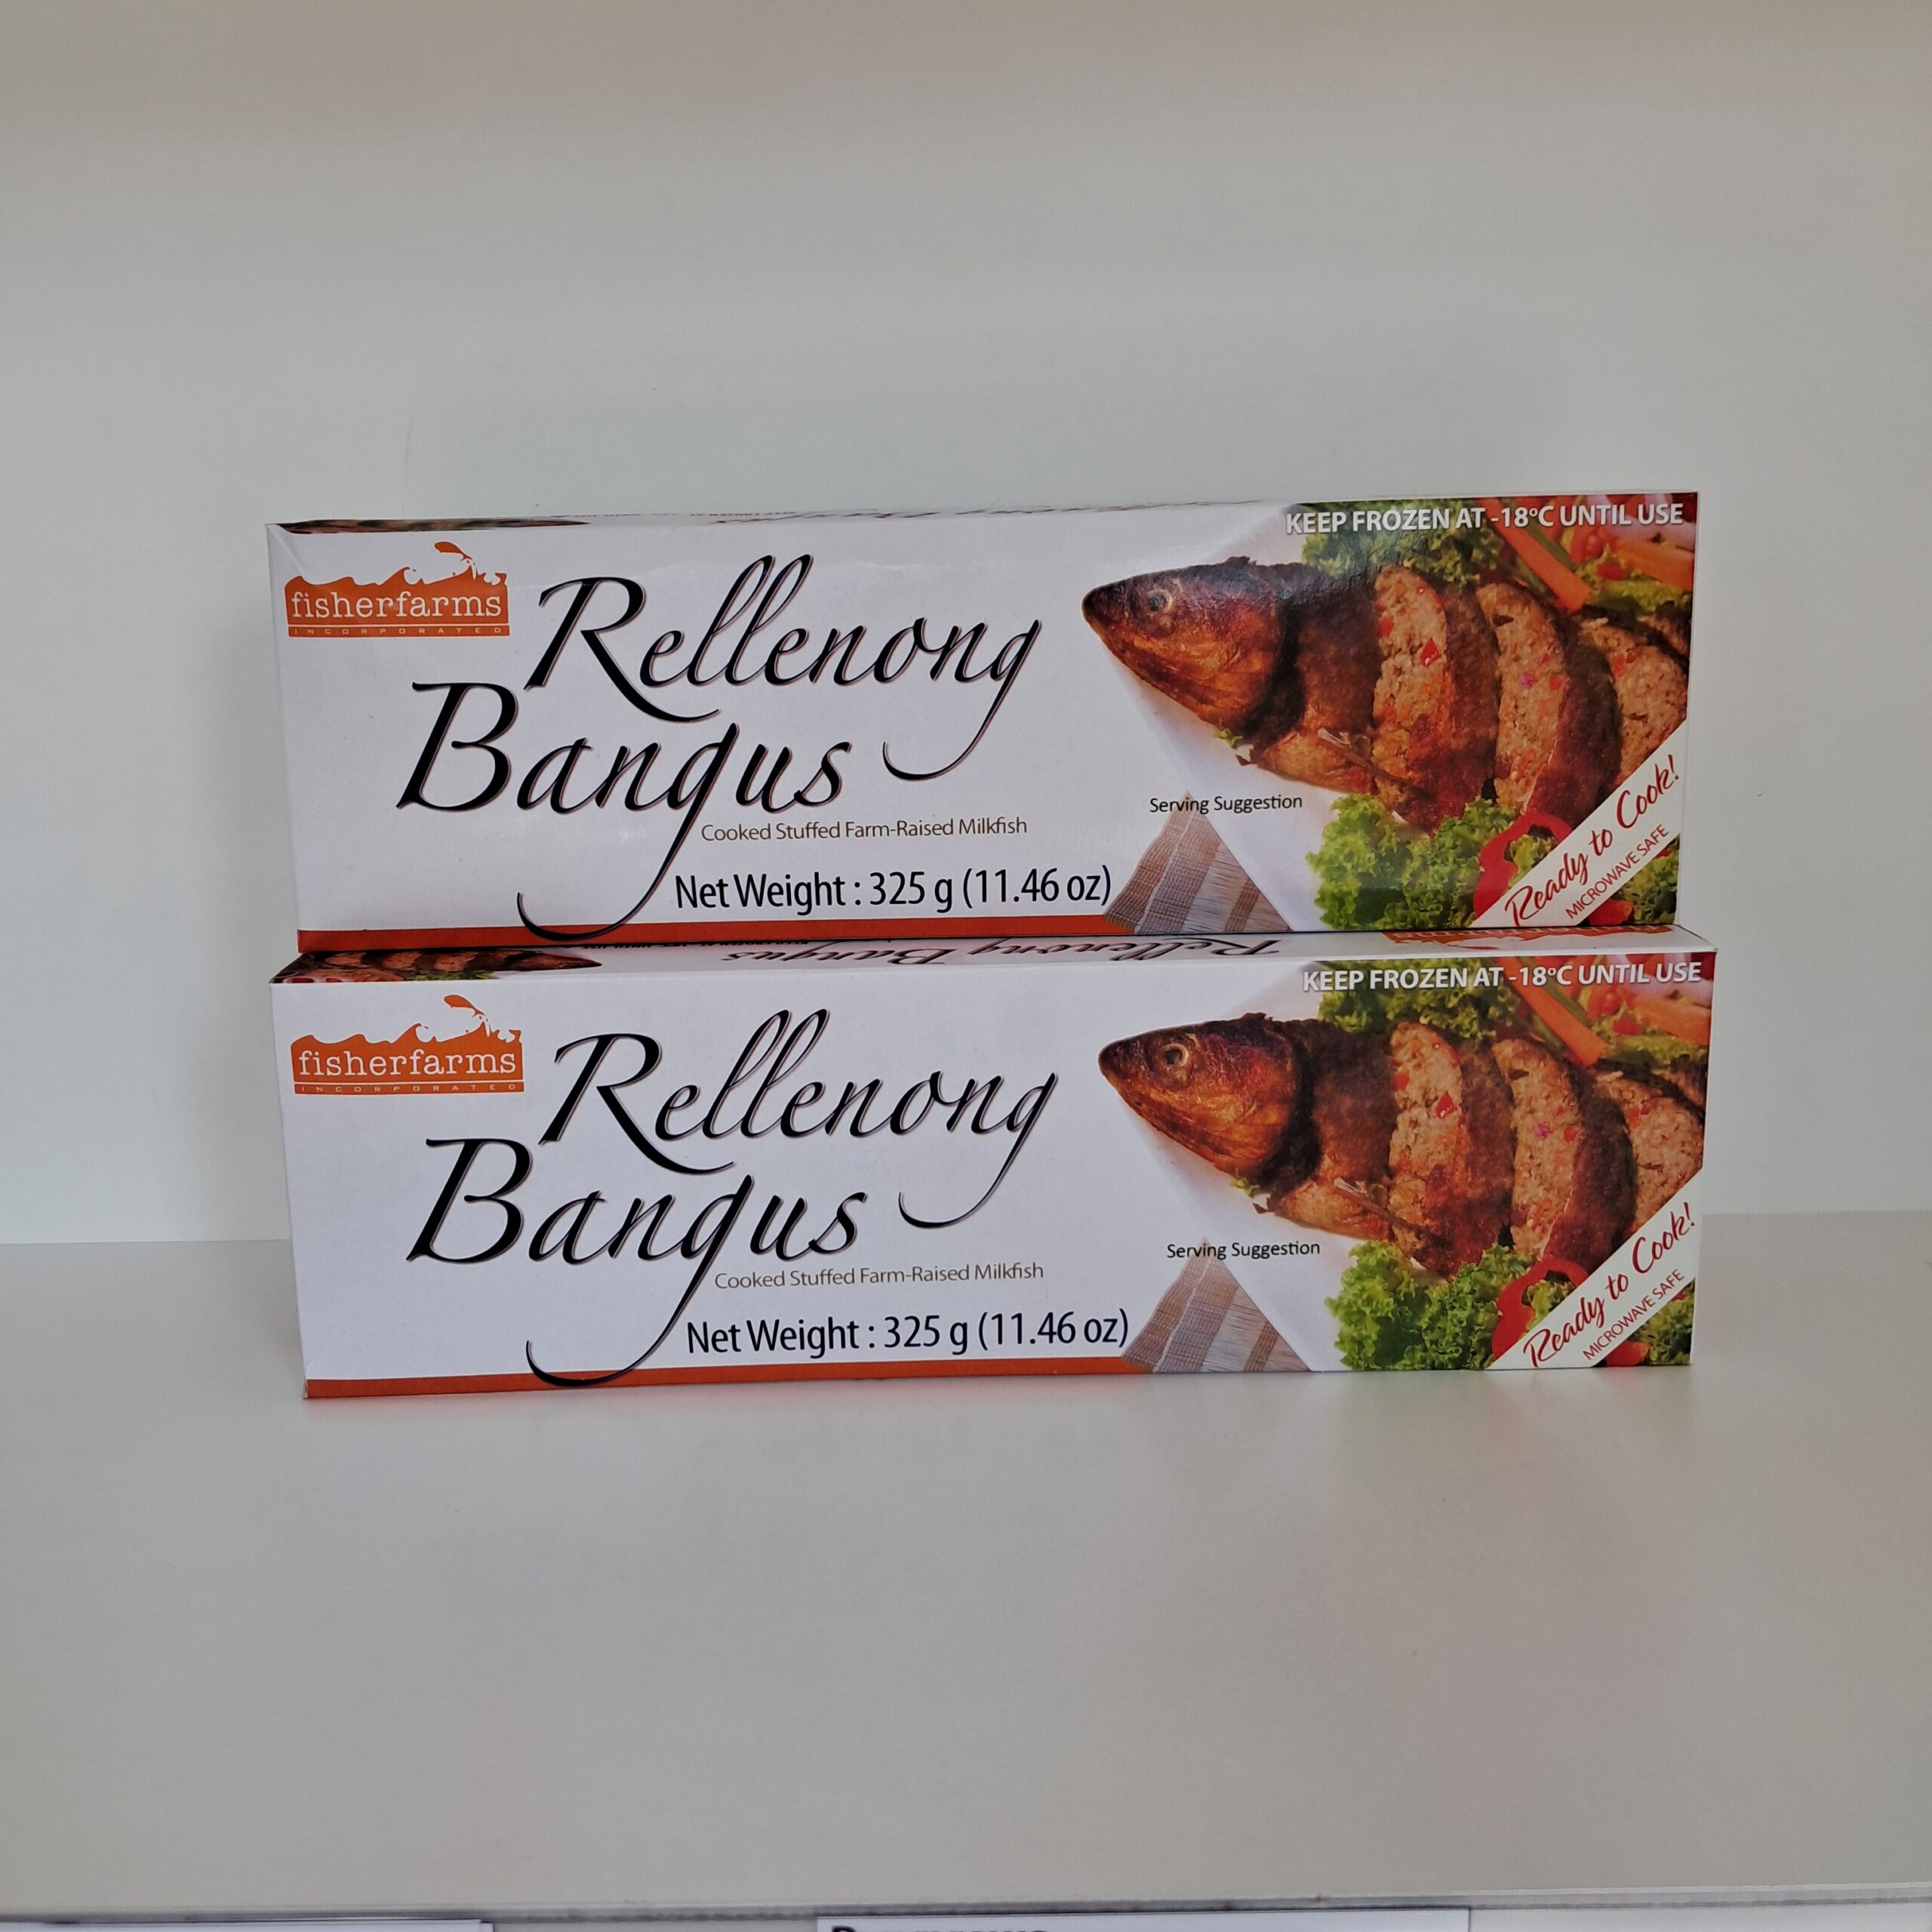 KEEP FROZEN AT -18°C UNTIL USE
fisherfarms
INCORPORATED
Rellenong
Bangus
Cooked Stuffed Farm-Raised Milkfish
Net Weight : 325 g (11.46 oz)
Serving Suggestion
Ready to Cook!
MICROWAVE SAFE
Rellenong
Bangus
KEEP FROZEN AT -18°C UNTIL USE
fisherfarms
INCORPORATED
Rellenong
Bangus
Cooked Stuffed Farm-Raised Milkfish
Net Weight : 325 g (11.46 oz)
Serving Suggestion
Ready to Cook!
MICROWAVE SAFE